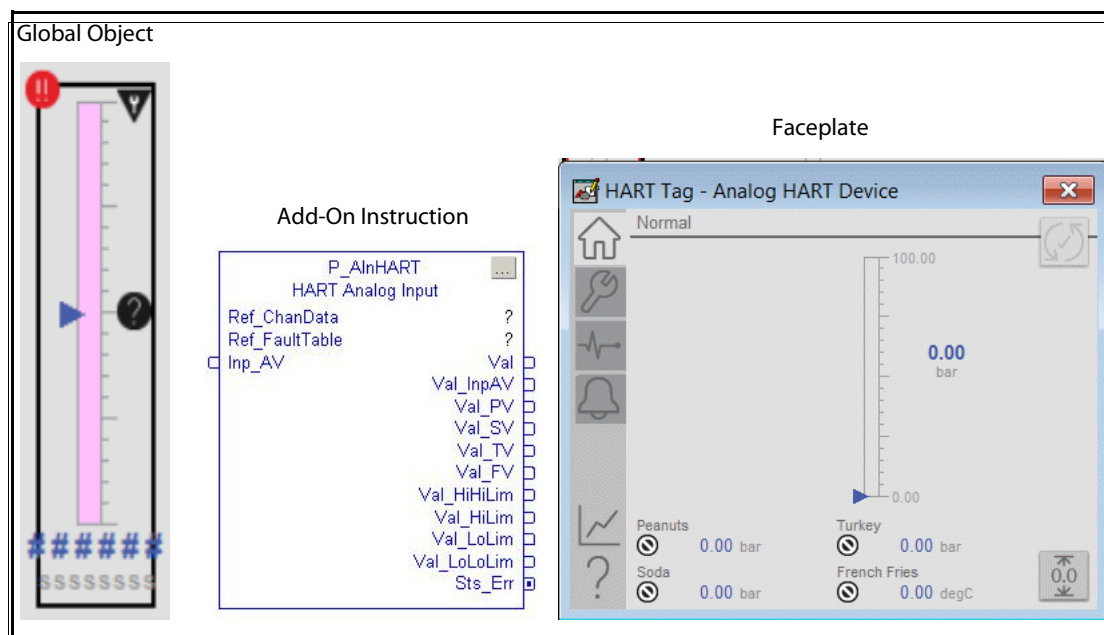 Global Object
!!
?
######
ssssssss
Add-On Instruction
P_AInHART
...
HART Analog Input
Ref_ChanData ?
Ref_FaultTable ?
Inp_AV Val
Val_InpAV
Val_PV
Val_SV
Val_TV
Val_FV
Val_HiHiLim
Val_HiLim
Val_LoLim
Val_LoLoLim
Sts_Err
Faceplate
HART Tag - Analog HART Device
Normal
100.00
0.00
bar
0.00
Peanuts
0.00 bar
Turkey
0.00 bar
Soda
0.00 bar
French Fries
0.00 degC
?
0.0